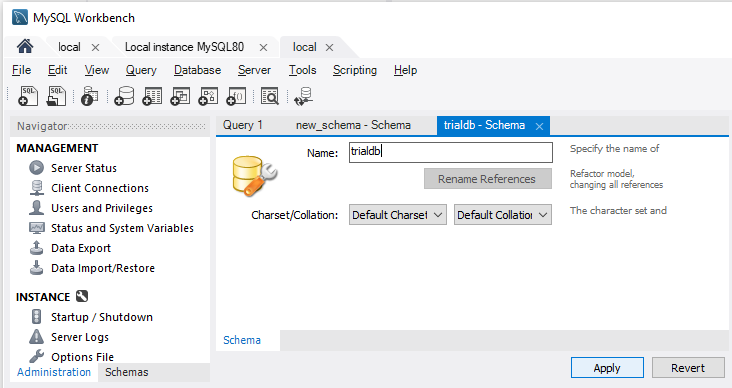 MySQL Workbench
local
Local instance MySQL80
local
File Edit View Query Database Server Tools Scripting Help
Navigator
MANAGEMENT
Server Status
Client Connections
Users and Privileges
Status and System Variables
Data Export
Data Import/Restore
INSTANCE
Startup / Shutdown
Server Logs
Options File
Administration Schemas
Query 1 new_schema - Schema trialdb - Schema
Name: trialdb Specify the name of
Rename References Refactor model,
changing all references
Charset/Collation: Default Charset Default Collation The character set and
Schema
Apply Revert